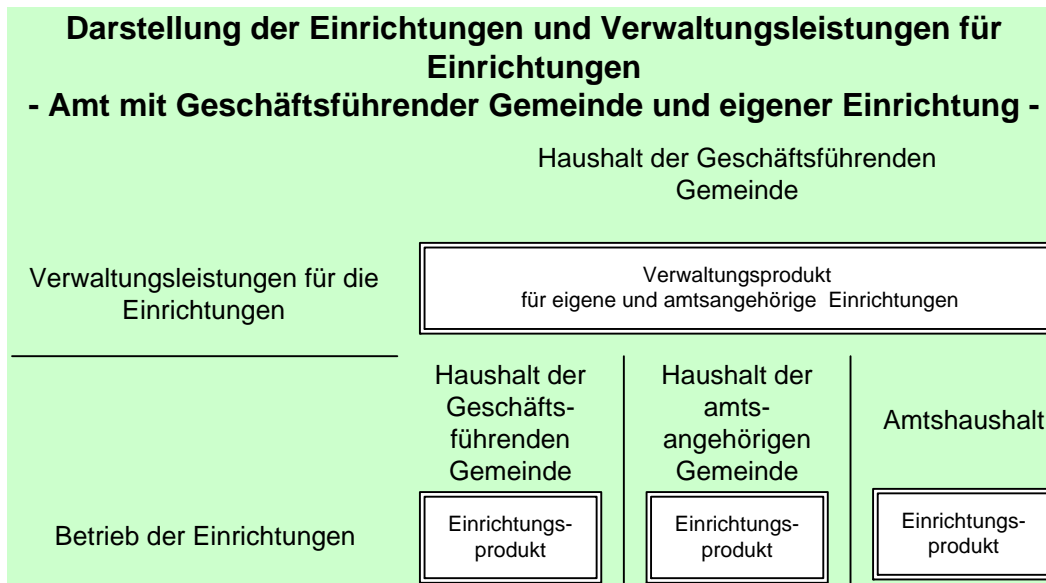 Darstellung der Einrichtungen und Verwaltungsleistungen für
Einrichtungen
- Amt mit Geschäftsführender Gemeinde und eigener Einrichtung -
Haushalt der Geschäftsführenden
Gemeinde
Verwaltungsleistungen für die
Einrichtungen
Verwaltungsprodukt
für eigene und amtsangehörige Einrichtungen
Haushalt der
Geschäfts-
führenden
Gemeinde
Haushalt der
amts-
angehörigen
Gemeinde
Amtshaushalt
Betrieb der Einrichtungen
Einrichtungs-
produkt
Einrichtungs-
produkt
Einrichtungs-
produkt